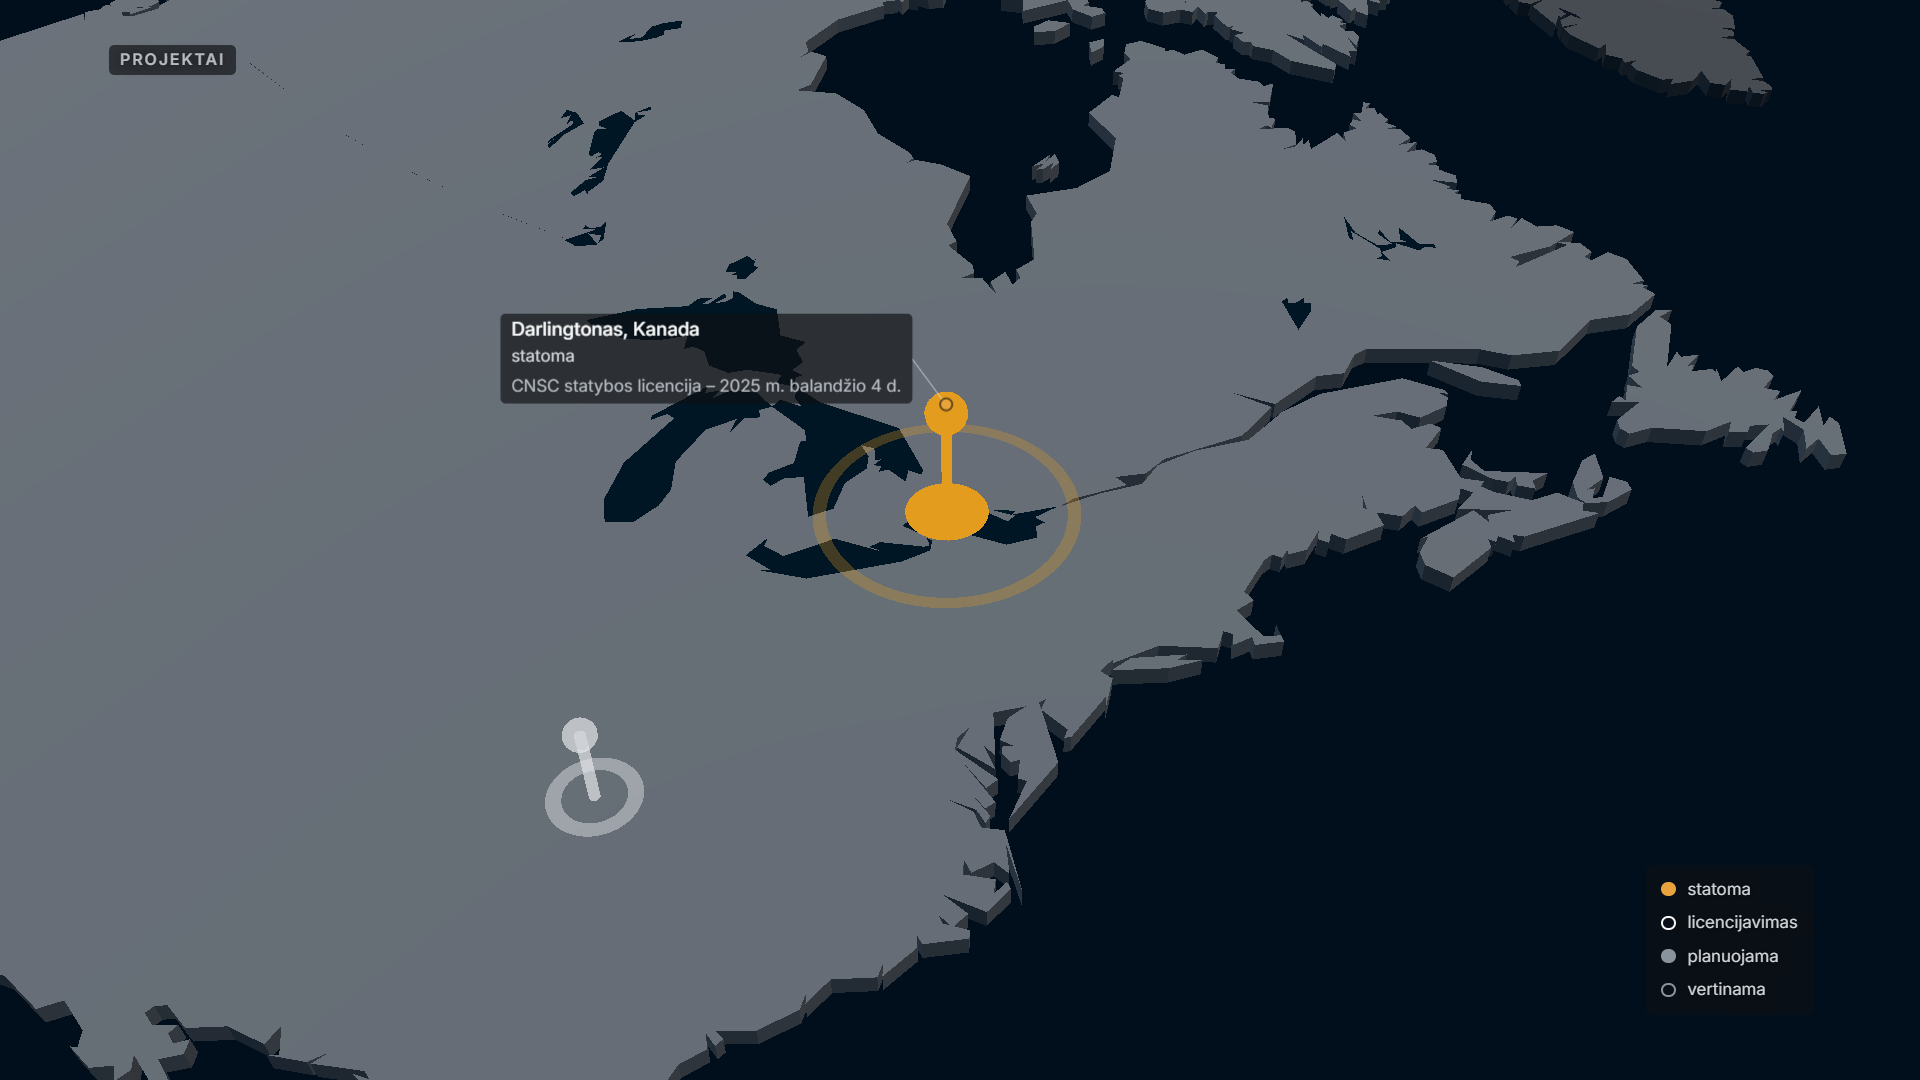 PROJEKTAI
Darlingtonas, Kanada
statoma
CNSC statybos licencija – 2025 m. balandžio 4 d.
statoma
licencijavimas
planuojama
vertinama